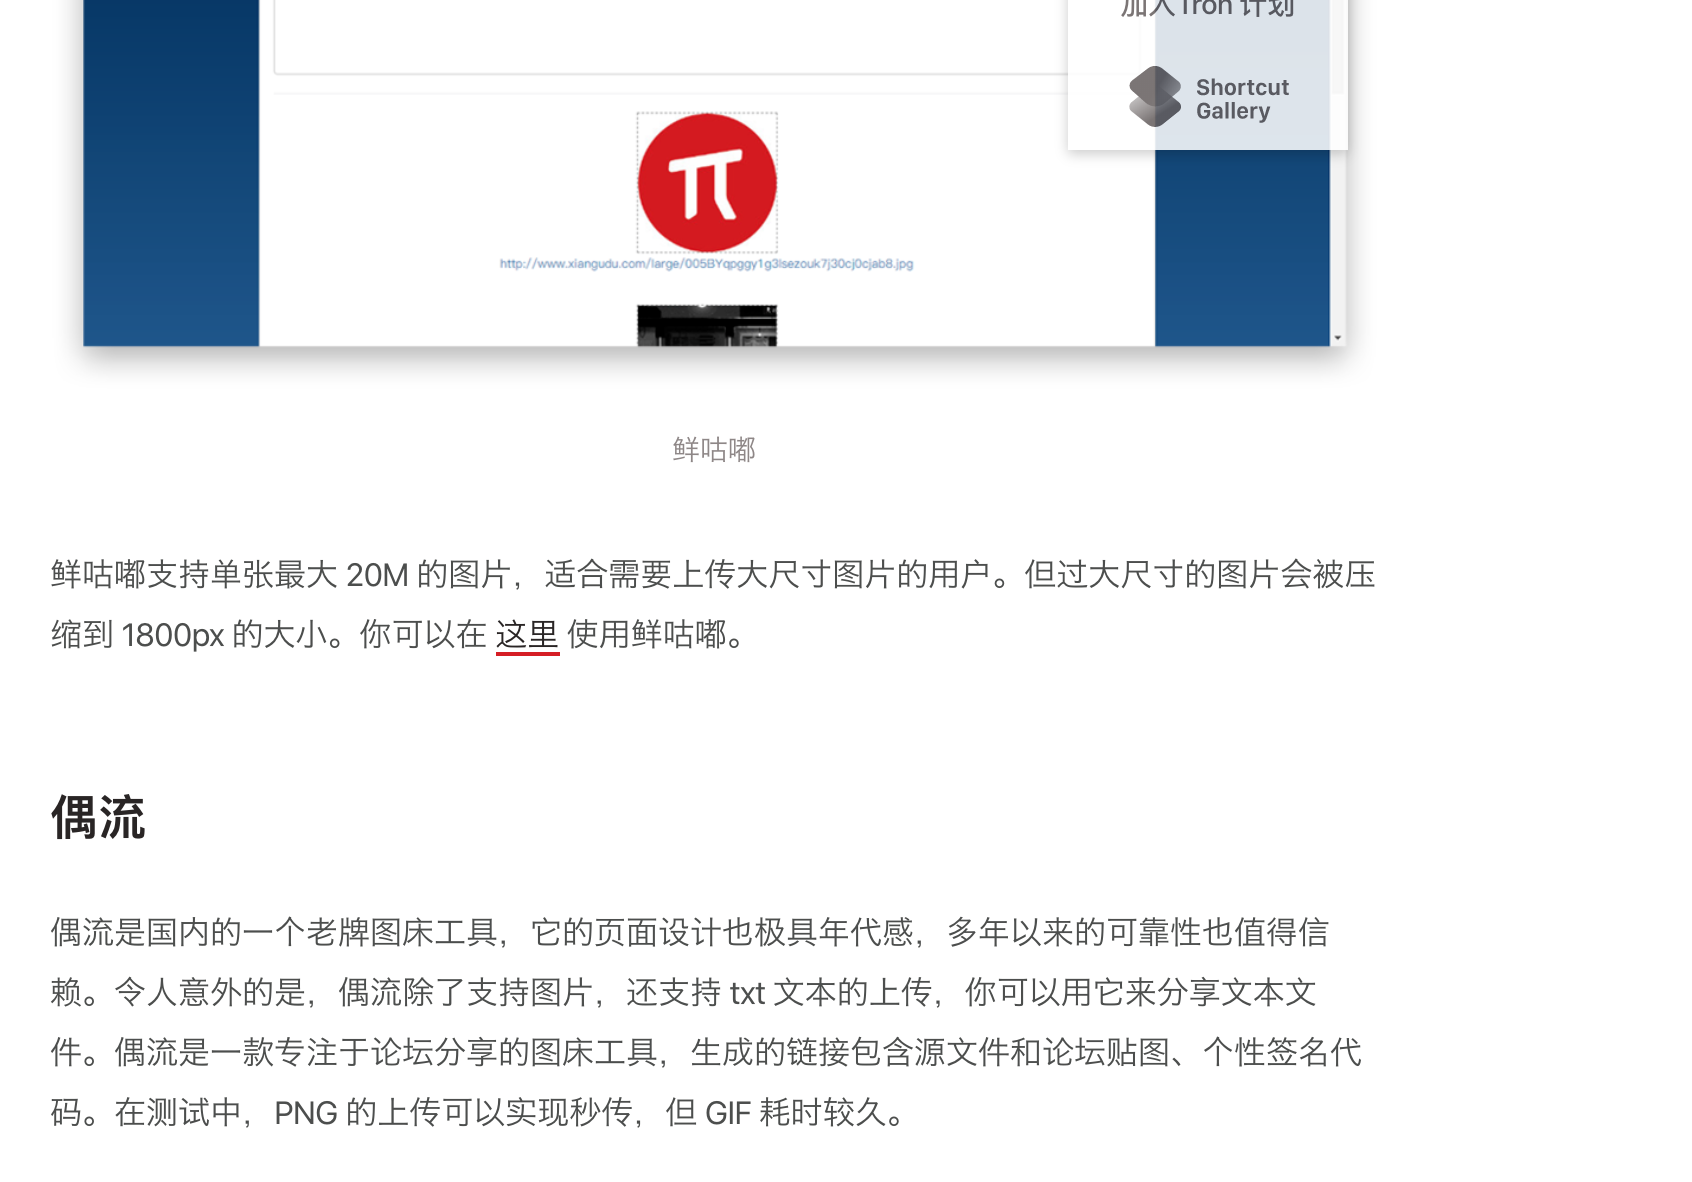 加入Tron 计划
Shortcut
Gallery
http://www.xiangudu.com/large/005BYqpggy1g3lsezouk7j30cj0cjab8.jpg
鲜咕嘟
鲜咕嘟支持单张最大 20M 的图片，适合需要上传大尺寸图片的用户。但过大尺寸的图片会被压
缩到 1800px 的大小。你可以在 这里 使用鲜咕嘟。
偶流
偶流是国内的一个老牌图床工具，它的页面设计也极具年代感，多年以来的可靠性也值得信
赖。令人意外的是，偶流除了支持图片，还支持 txt 文本的上传，你可以用它来分享文本文
件。偶流是一款专注于论坛分享的图床工具，生成的链接包含源文件和论坛贴图、个性签名代
码。在测试中，PNG 的上传可以实现秒传，但 GIF 耗时较久。